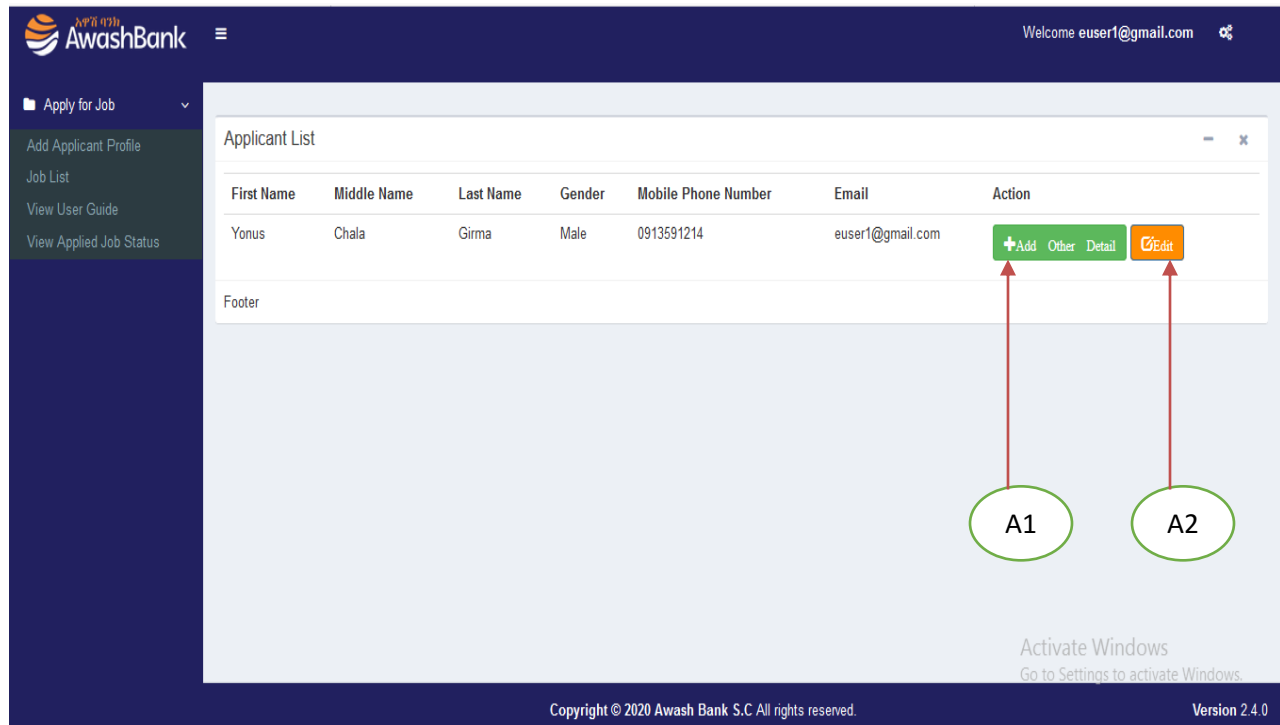 አዋሽ ባንክ
AwashBank
Welcome euser1@gmail.com
Apply for Job
Add Applicant Profile
Job List
View User Guide
View Applied Job Status
Applicant List
First Name Middle Name Last Name Gender Mobile Phone Number Email Action
Yonus Chala Girma Male 0913591214 euser1@gmail.com Add Other Detail Edit
Footer
A1 A2
Activate Windows
Go to Settings to activate Windows.
Copyright © 2020 Awash Bank S.C All rights reserved. Version 2.4.0